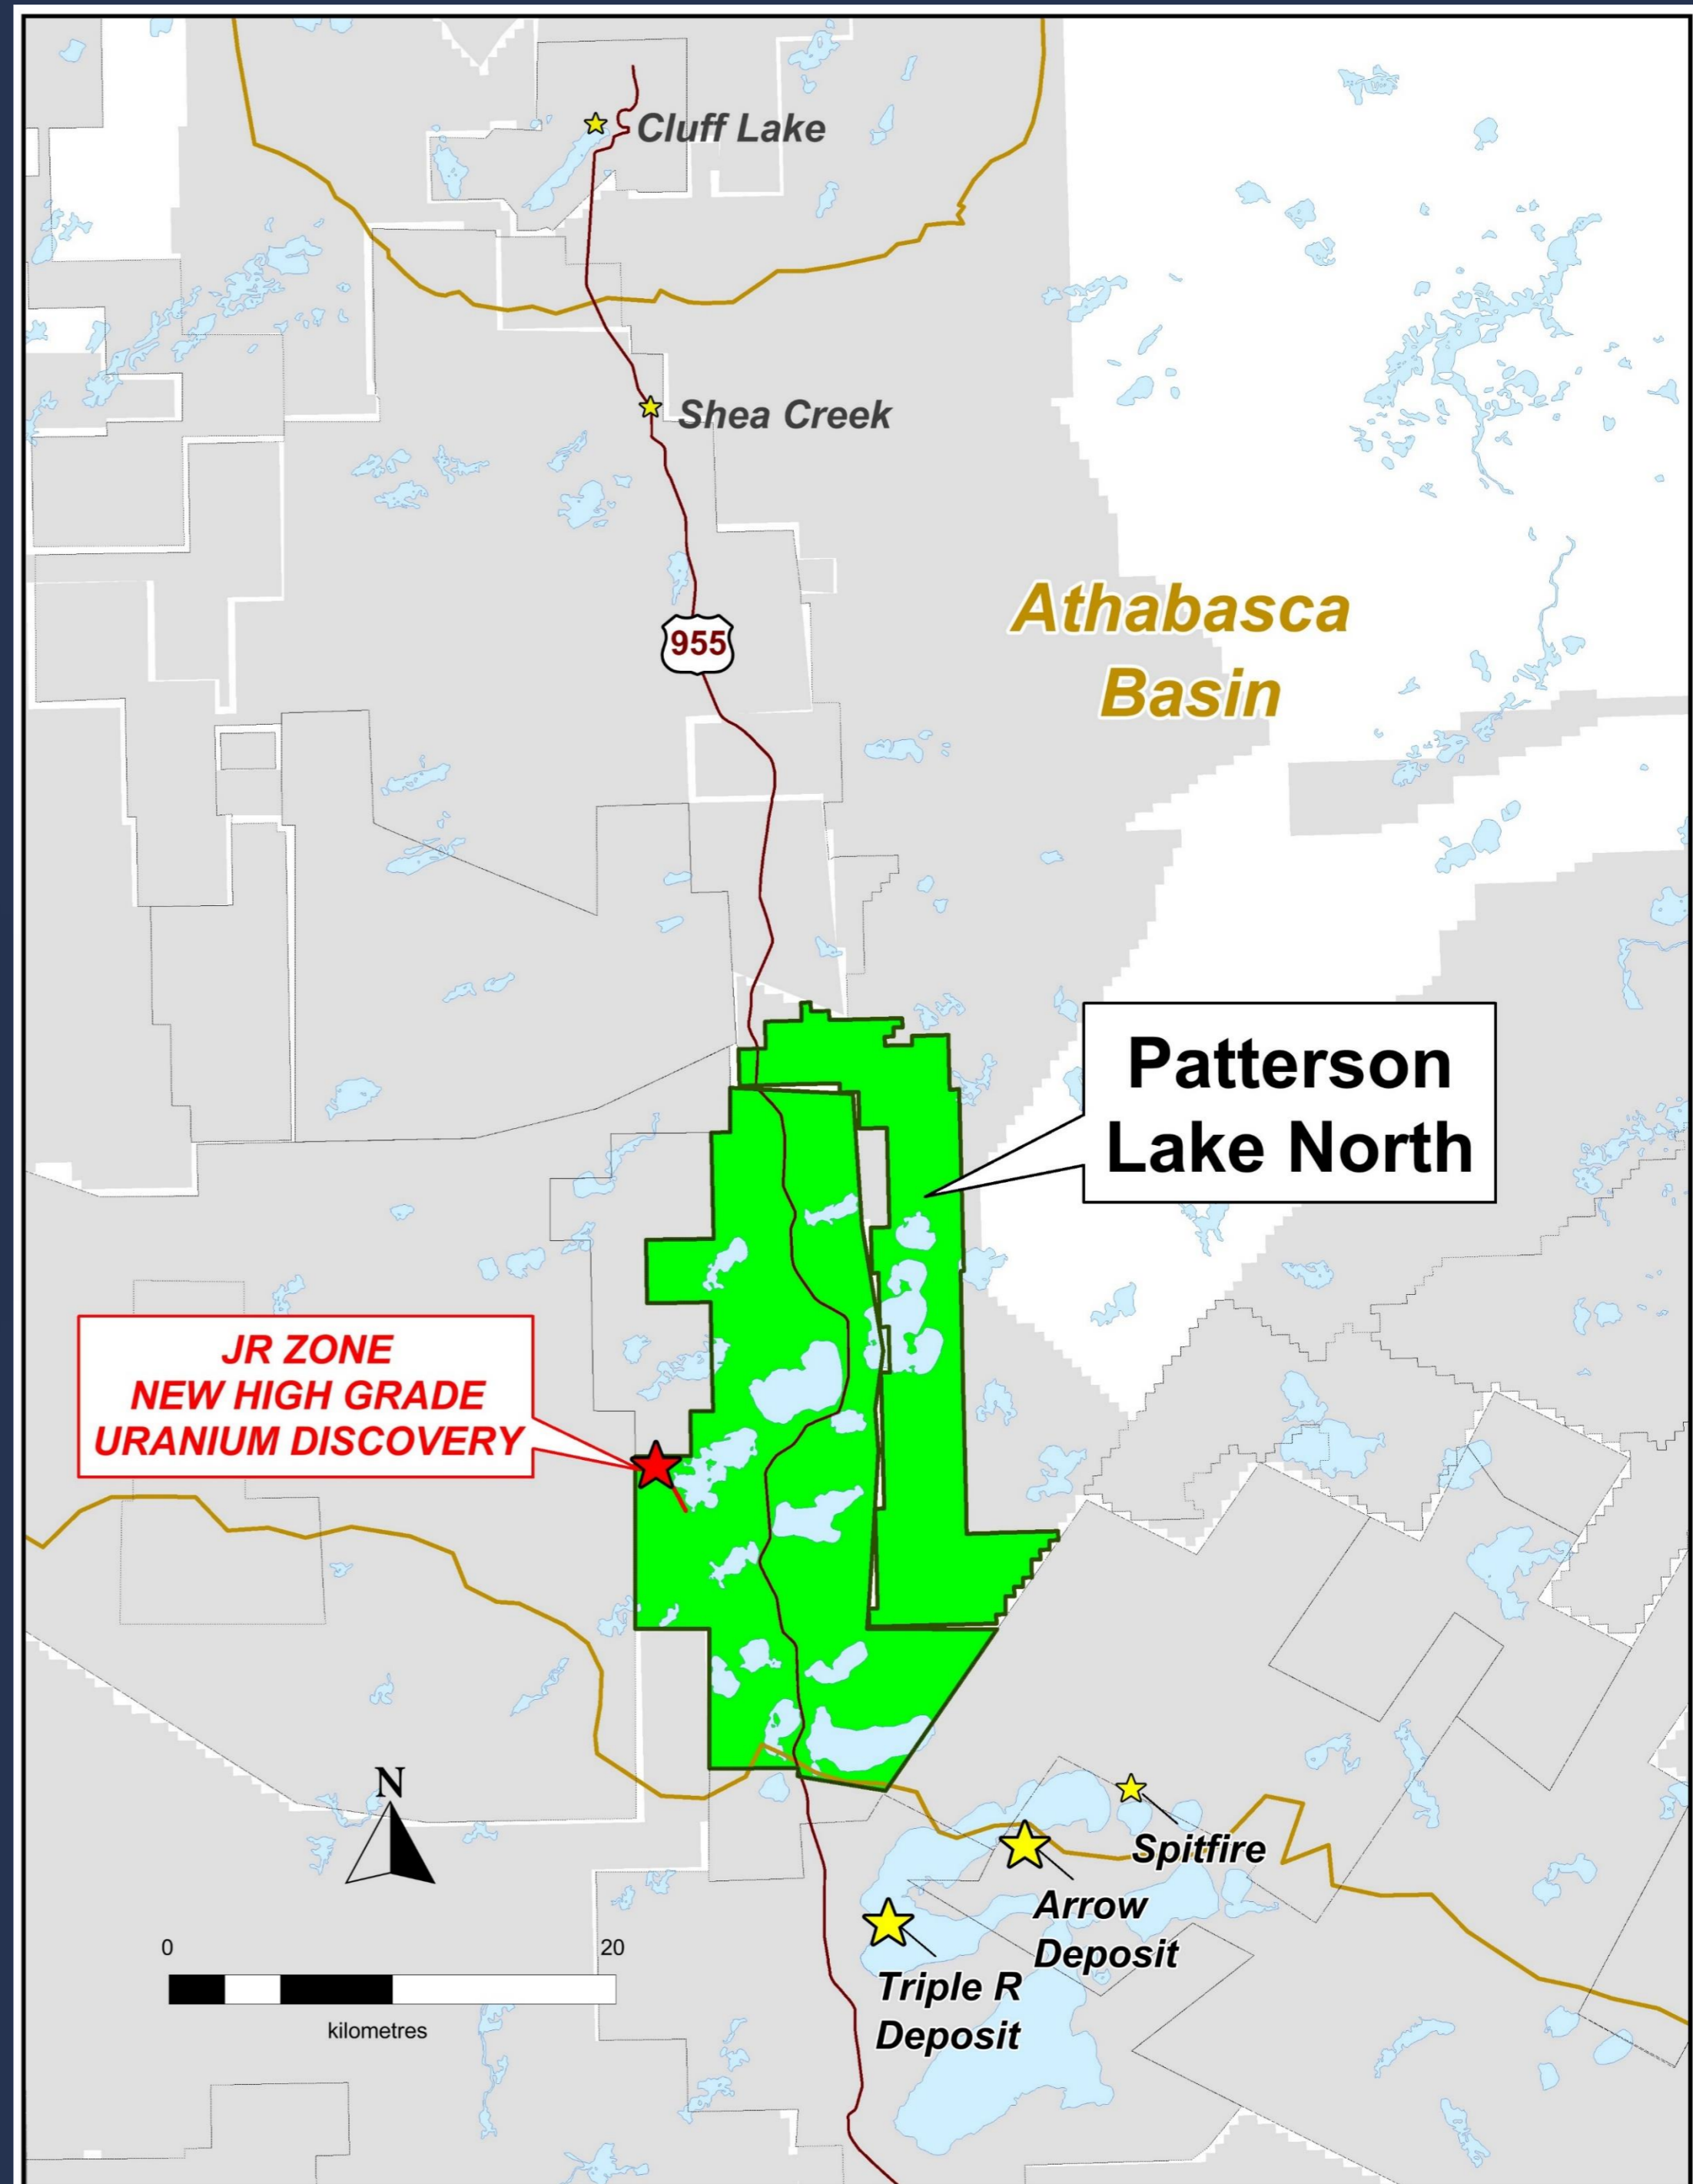 Cluff Lake
Shea Creek
Athabasca
Basin
955
Patterson
Lake North
JR ZONE
NEW HIGH GRADE
URANIUM DISCOVERY
N
Spitfire
Arrow
Deposit
Triple R
Deposit
0 20
kilometres